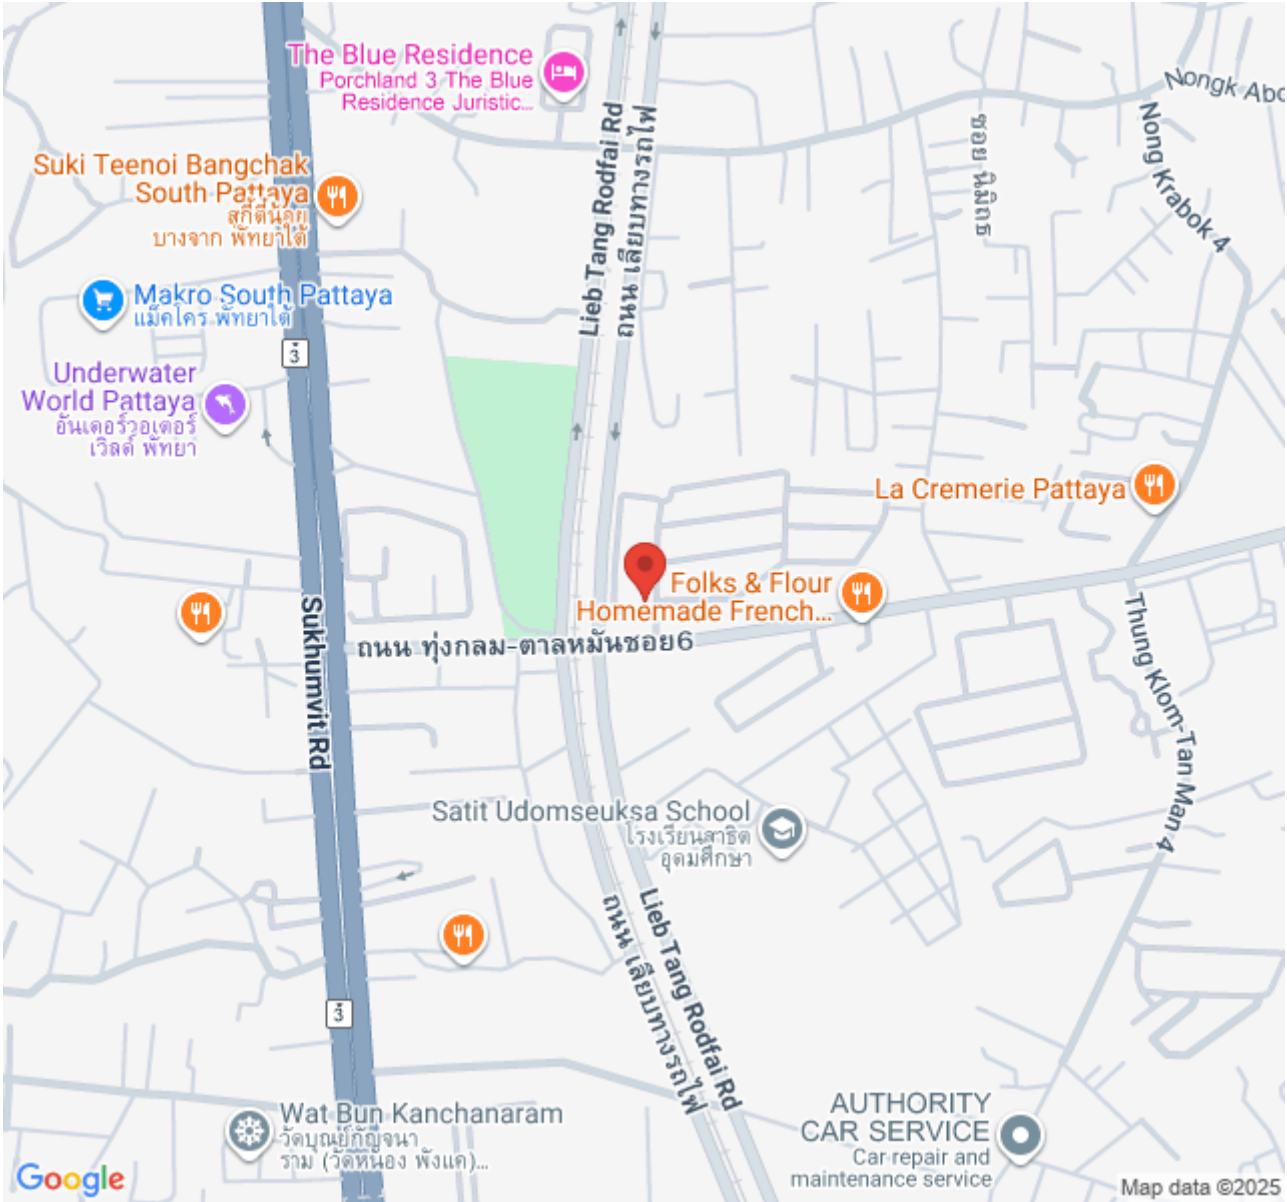 The Blue Residence
Porchland 3 The Blue
Residence Juristic...
Nongk Abo
Nong Krabok 4
ซอย นิมิตร
Lieb Tang Rodfai Rd
ถนน เลียบทางรถไฟ
Suki Teenoi Bangchak
South Pattaya
สุกี้ตี๋น้อย
บางจาก พัทยาใต้
Makro South Pattaya
แม็คโคร พัทยาใต้
3
Underwater
World Pattaya
อันเดอร์วอเตอร์
เวิลด์ พัทยา
La Cremerie Pattaya
Folks & Flour
Homemade French...
ถนน ทุ่งกลม-ตาลหมันซอย6
Sukhumvit Rd
Thung Klom-Tan Man 4
Satit Udomseuksa School
โรงเรียนสาธิต
อุดมศึกษา
Lieb Tang Rodfai Rd
ถนน เลียบทางรถไฟ
3
Wat Bun Kanchanaram
วัดบุณย์กัญจนา
ราม (วัดหนอง พังแค)...
AUTHORITY
CAR SERVICE
Car repair and
maintenance service
Google
Map data ©2025